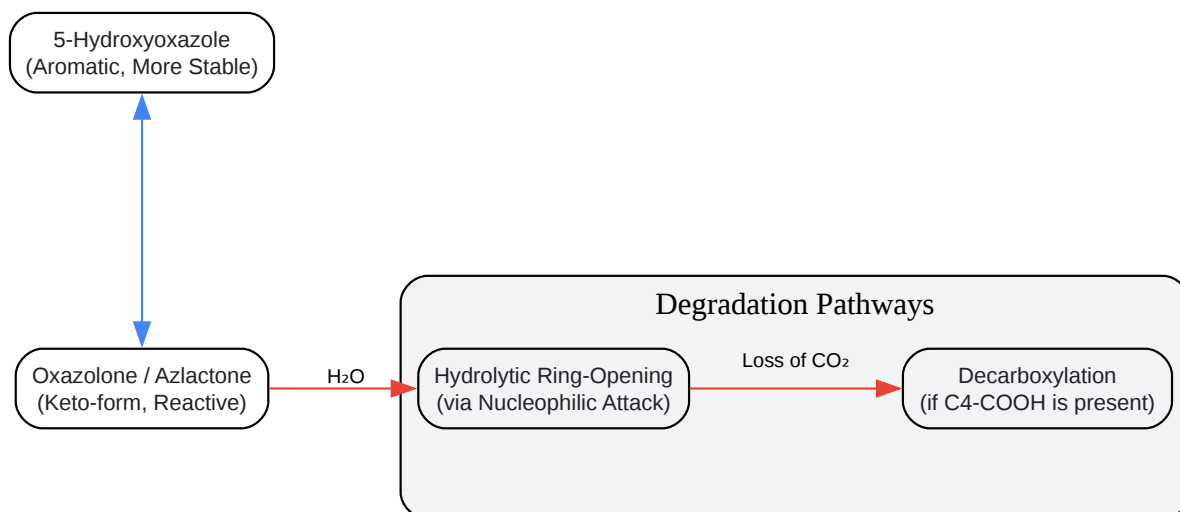 5-Hydroxyoxazole
(Aromatic, More Stable)
Degradation Pathways
Oxazolone / Azlactone
(Keto-form, Reactive)
H₂O
Hydrolytic Ring-Opening
(via Nucleophilic Attack)
Loss of CO₂
Decarboxylation
(if C4-COOH is present)